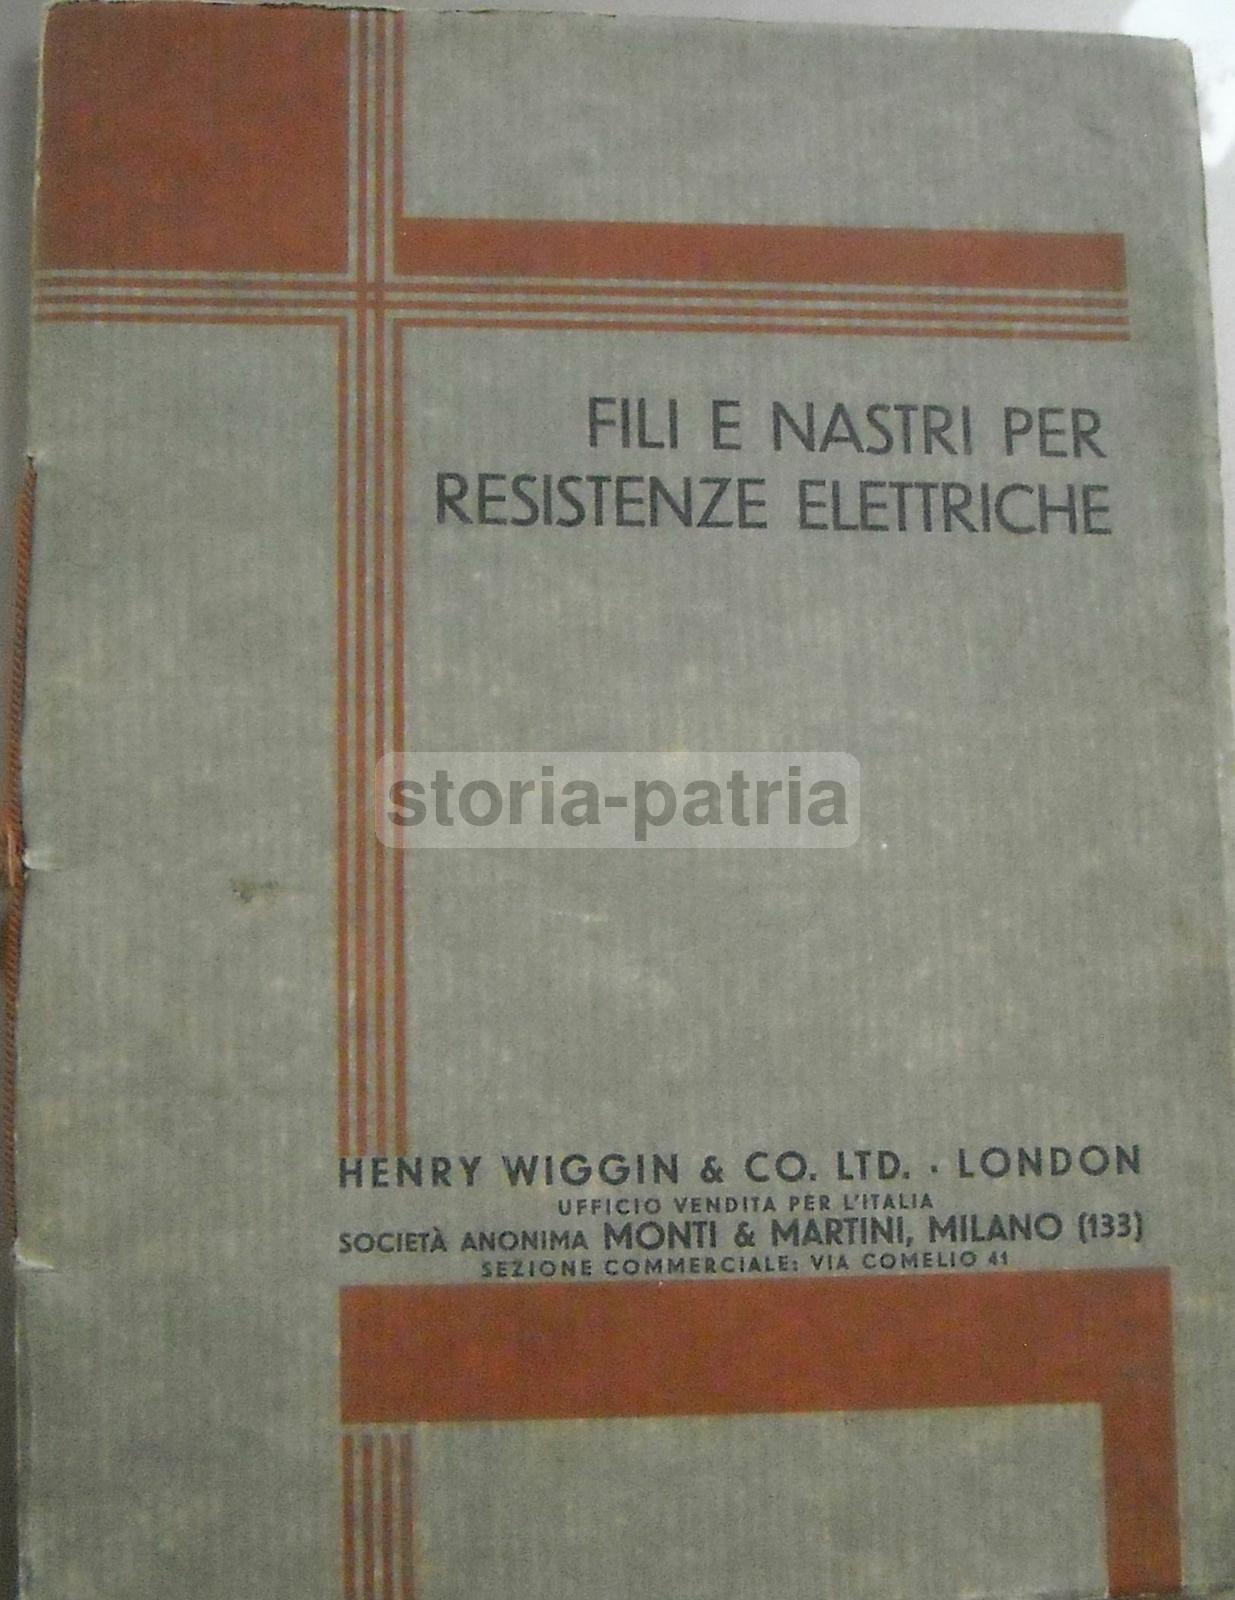 FILI E NASTRI PER
RESISTENZE ELETTRICHE
storia-patria
HENRY WIGGIN & CO. LTD. · LONDON
UFFICIO VENDITA PER L'ITALIA
SOCIETÀ ANONIMA MONTI & MARTINI, MILANO (133)
SEZIONE COMMERCIALE: VIA COMELIO 41